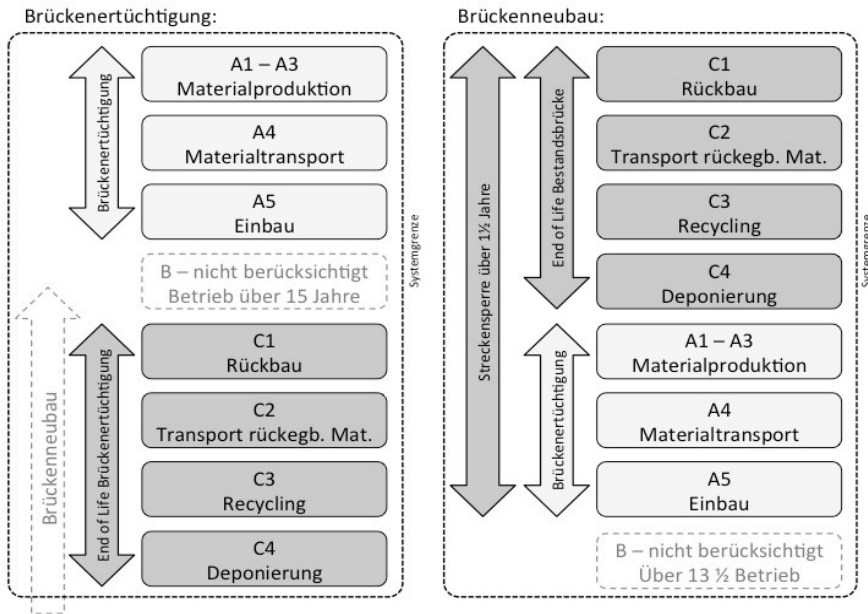 Brückenertüchtigung:
Brückenertüchtigung
A1 – A3
Materialproduktion
A4
Materialtransport
A5
Einbau
B – nicht berücksichtigt
Betrieb über 15 Jahre
Brückenneubau
End of Life Brückenertüchtigung
C1
Rückbau
C2
Transport rückegb. Mat.
C3
Recycling
C4
Deponierung
Systemgrenze
Brückenneubau:
Streckensperre über 1½ Jahre
End of Life Bestandsbrücke
C1
Rückbau
C2
Transport rückegb. Mat.
C3
Recycling
C4
Deponierung
Brückenertüchtigung
A1 – A3
Materialproduktion
A4
Materialtransport
A5
Einbau
B – nicht berücksichtigt
Über 13 ½ Betrieb
Systemgrenze